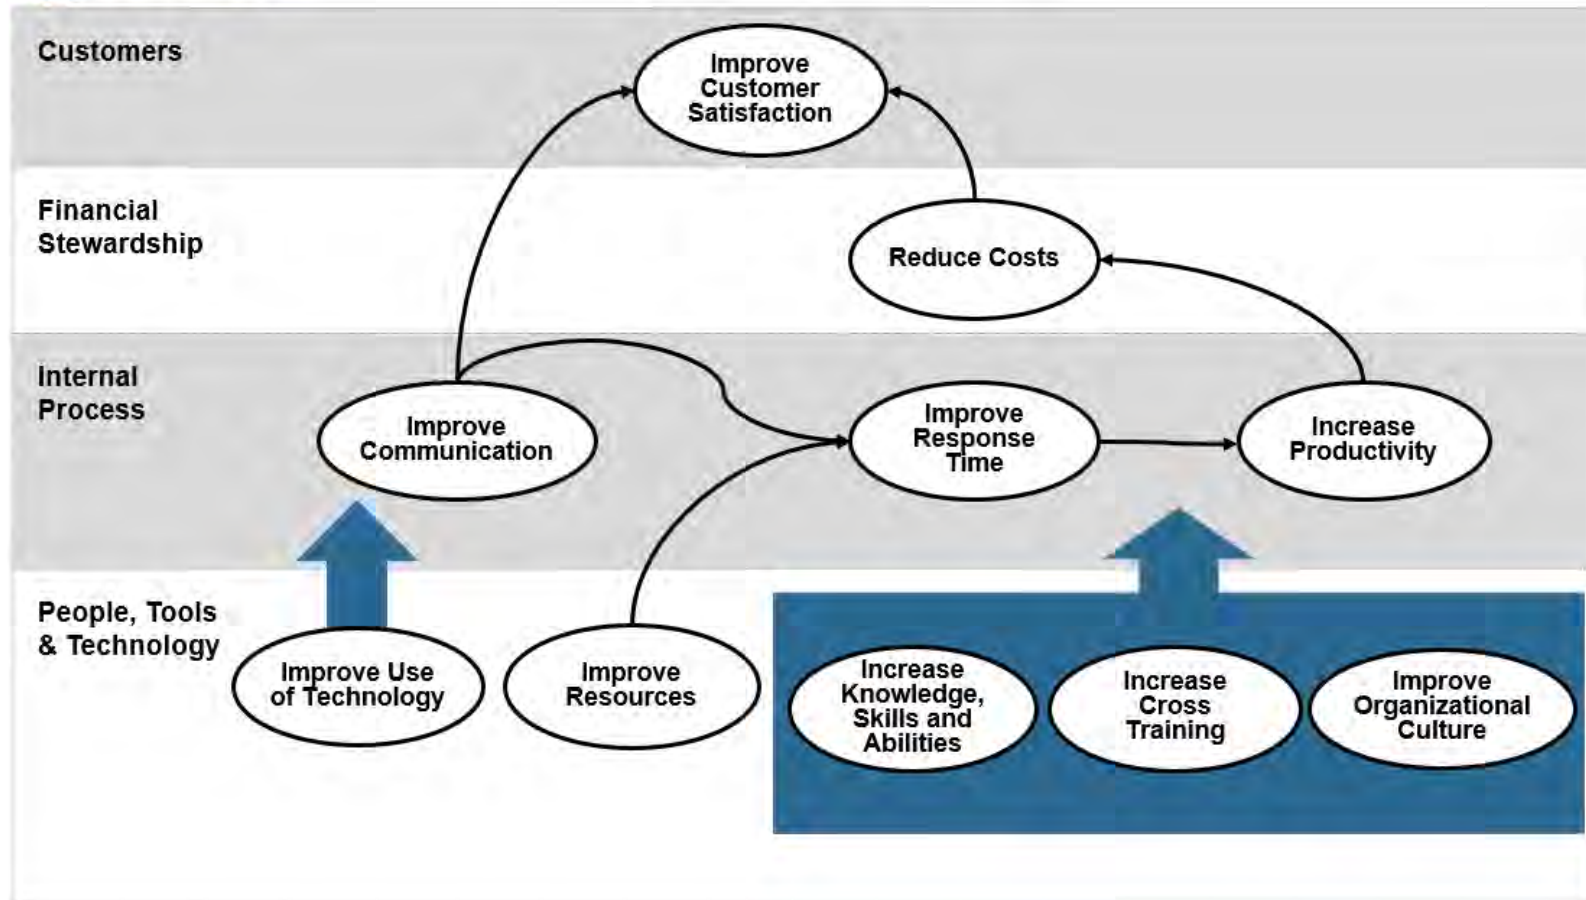 Customers
Improve
Customer
Satisfaction
Financial
Stewardship
Reduce Costs
Internal
Process
Improve
Communication
Improve
Response
Time
Increase
Productivity
People, Tools
& Technology
Improve Use
of Technology
Improve
Resources
Increase
Knowledge,
Skills and
Abilities
Increase
Cross
Training
Improve
Organizational
Culture